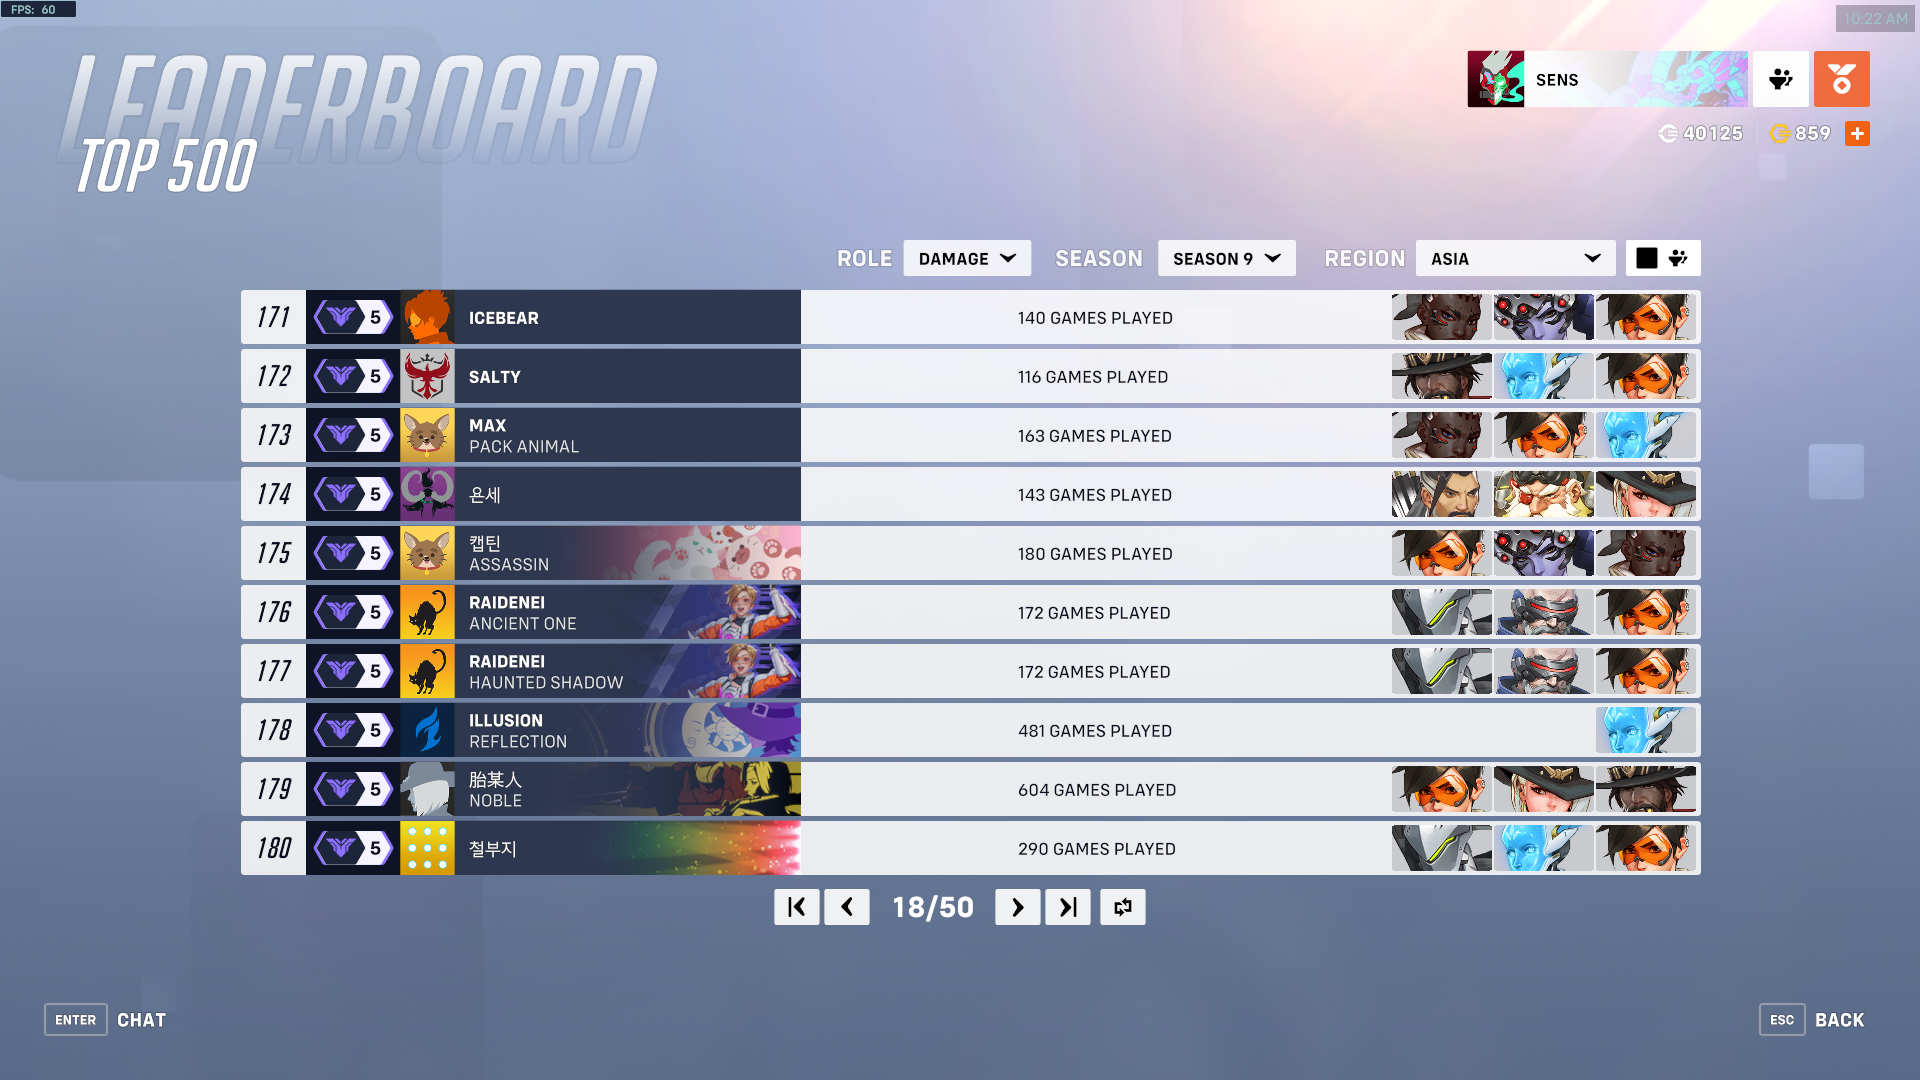 FPS: 60
10:22 AM
LEADERBOARD
TOP 500
SENS
40125
859
ROLE
DAMAGE
SEASON
SEASON 9
REGION
ASIA
171 5 ICEBEAR 140 GAMES PLAYED
172 5 SALTY 116 GAMES PLAYED
173 5 MAX 163 GAMES PLAYED
PACK ANIMAL
174 5 욘세 143 GAMES PLAYED
175 5 캡틴 180 GAMES PLAYED
ASSASSIN
176 5 RAIDENEI 172 GAMES PLAYED
ANCIENT ONE
177 5 RAIDENEI 172 GAMES PLAYED
HAUNTED SHADOW
178 5 ILLUSION 481 GAMES PLAYED
REFLECTION
179 5 胎某人 604 GAMES PLAYED
NOBLE
180 5 철부지 290 GAMES PLAYED
18/50
ENTER CHAT
ESC BACK